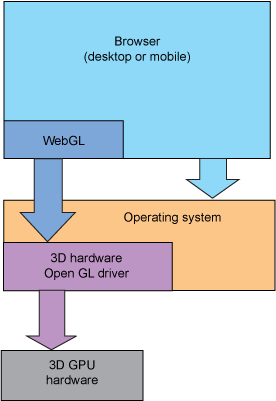 Browser
(desktop or mobile)
WebGL
Operating system
3D hardware
Open GL driver
3D GPU
hardware